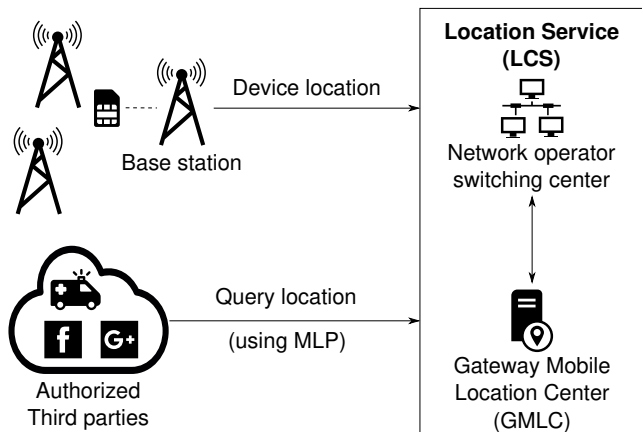 Location Service
(LCS)
Device location
Base station
Network operator
switching center
Query location
(using MLP)
f
G+
Authorized
Third parties
Gateway Mobile
Location Center
(GMLC)